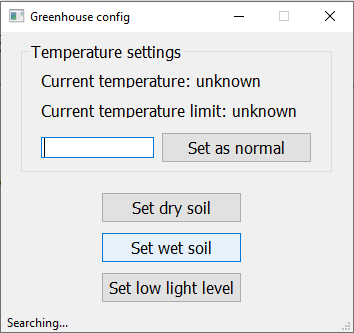 Greenhouse config
Temperature settings
Current temperature: unknown
Current temperature limit: unknown
Set as normal
Set dry soil
Set wet soil
Set low light level
Searching...